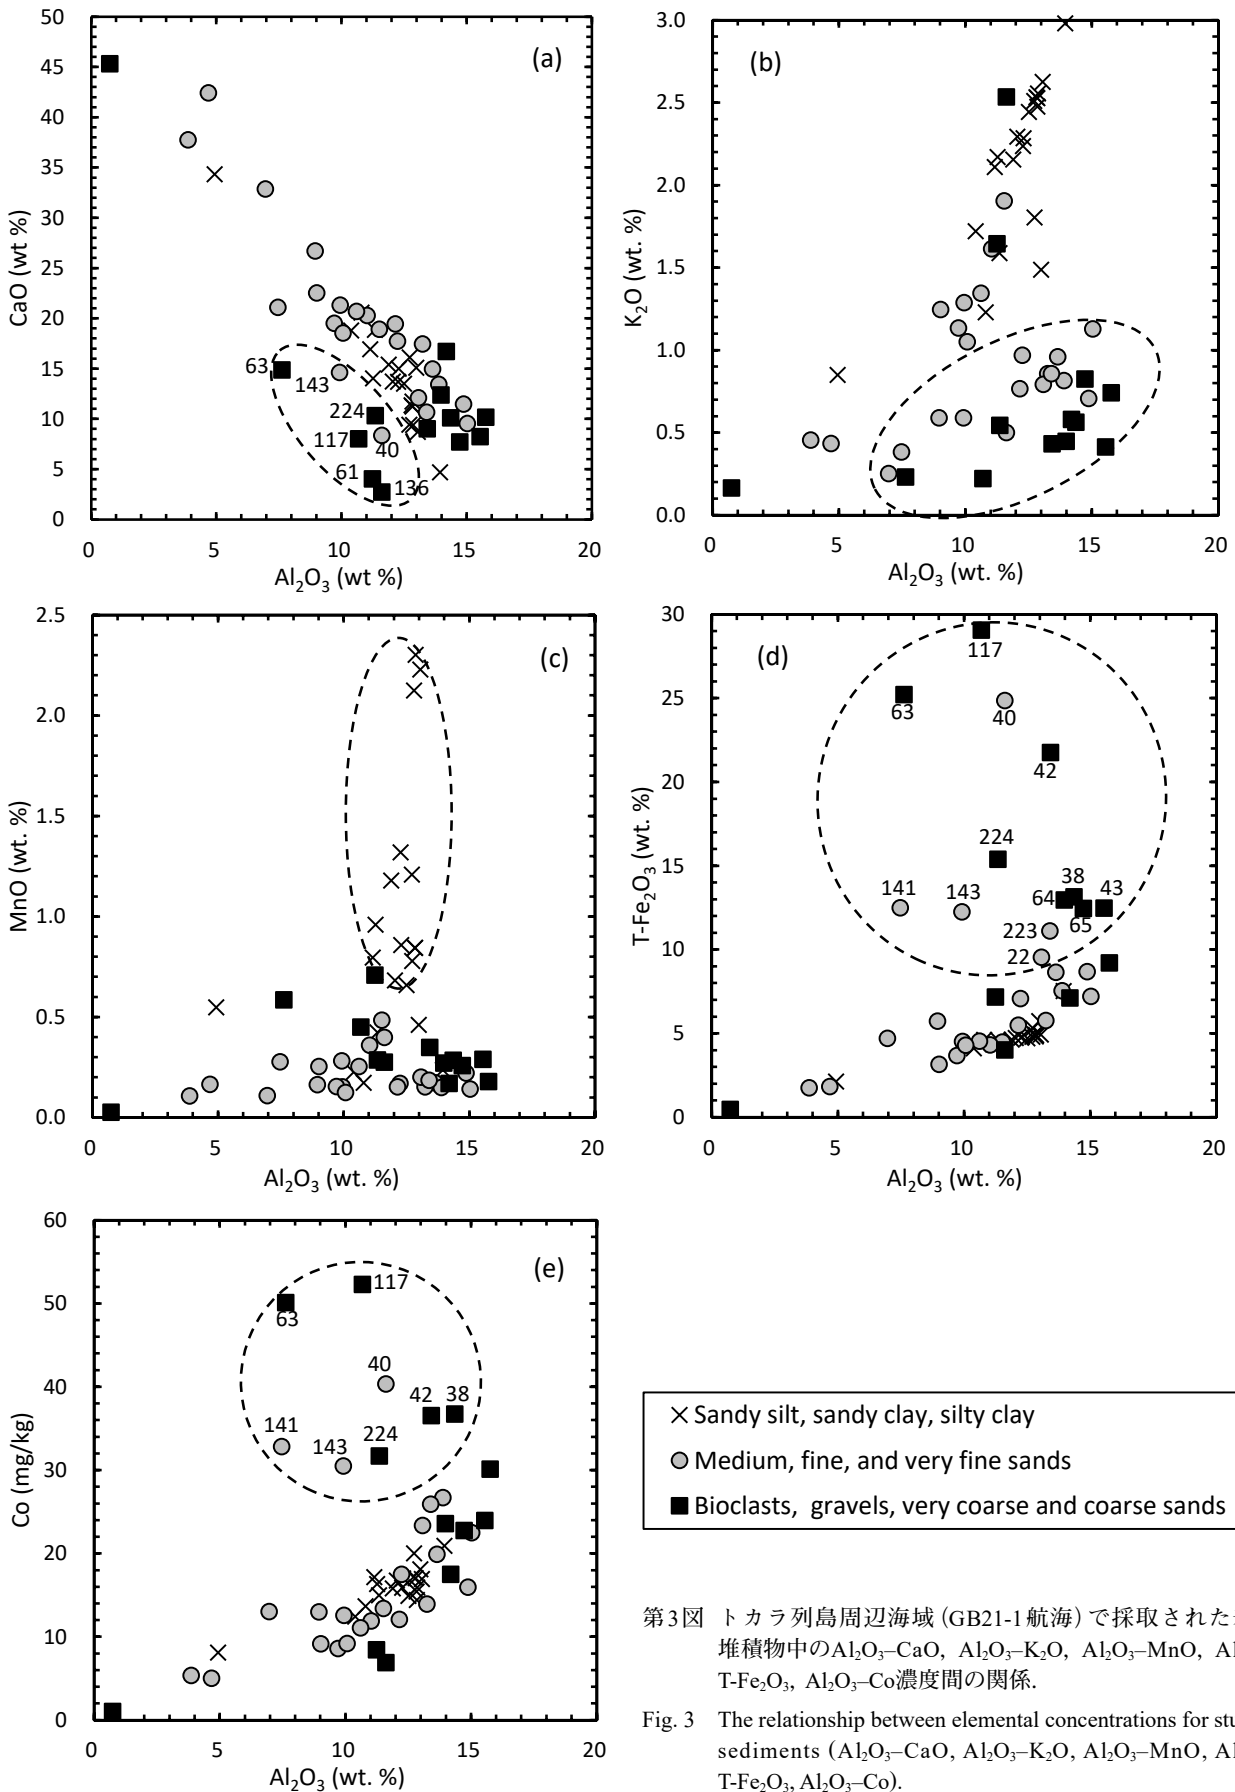 50
45
40
35
30
25
20
15
10
5
0
CaO (wt %)
(a)
63
143
224
117
40
61
136
0 5 10 15 20
Al₂O₃ (wt %)
3.0
2.5
2.0
1.5
1.0
0.5
0.0
K₂O (wt. %)
(b)
0 5 10 15 20
Al₂O₃ (wt. %)
2.5
2.0
1.5
1.0
0.5
0.0
MnO (wt. %)
(c)
0 5 10 15 20
Al₂O₃ (wt. %)
30
25
20
15
10
5
0
T-Fe₂O₃ (wt. %)
(d)
117
63
40
42
224
141
143
64
38
65
43
223
22
0 5 10 15 20
Al₂O₃ (wt. %)
60
50
40
30
20
10
0
Co (mg/kg)
(e)
117
63
40
42
38
141
143
224
0 5 10 15 20
Al₂O₃ (wt. %)
Sandy silt, sandy clay, silty clay
Medium, fine, and very fine sands
Bioclasts, gravels, very coarse and coarse sands
第3図 トカラ列島周辺海域 (GB21-1航海) で採取された
堆積物中のAl₂O₃–CaO, Al₂O₃–K₂O, Al₂O₃–MnO,
T-Fe₂O₃, Al₂O₃–Co濃度間の関係.
Fig. 3 The relationship between elemental concentrations for
sediments (Al₂O₃–CaO, Al₂O₃–K₂O, Al₂O₃–MnO,
T-Fe₂O₃, Al₂O₃–Co).